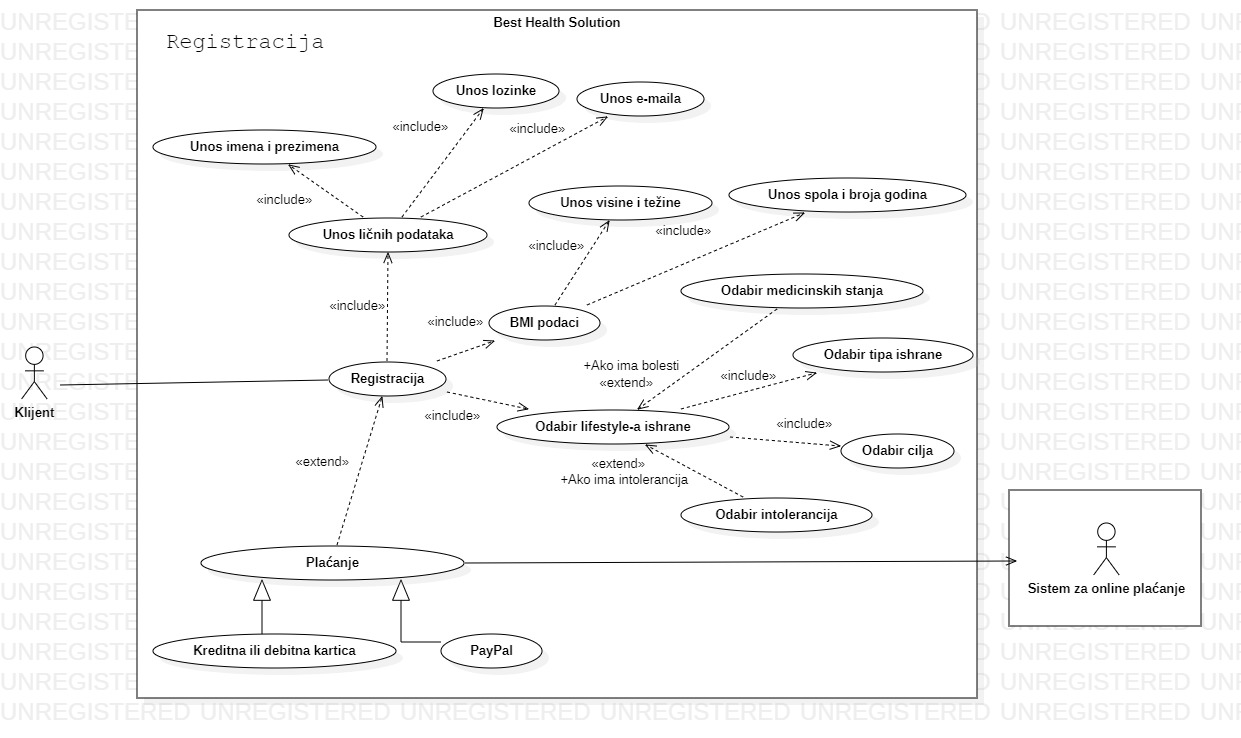 Best Health Solution
Registracija
Unos lozinke
Unos e-maila
«include»
«include»
Unos imena i prezimena
«include»
Unos spola i broja godina
Unos visine i težine
«include»
Unos ličnih podataka
«include»
Odabir medicinskih stanja
«include»
«include»
BMI podaci
Odabir tipa ishrane
+Ako ima bolesti
«extend»
«include»
Registracija
Klijent
«include»
«include»
Odabir lifestyle-a ishrane
Odabir cilja
«extend»
«extend»
+Ako ima intolerancija
Odabir intolerancija
Plaćanje
Sistem za online plaćanje
Kreditna ili debitna kartica
PayPal
UNREGISTERED UNREGISTERED UNREGISTERED UNREGISTERED UNREGISTERED UNREGISTERED